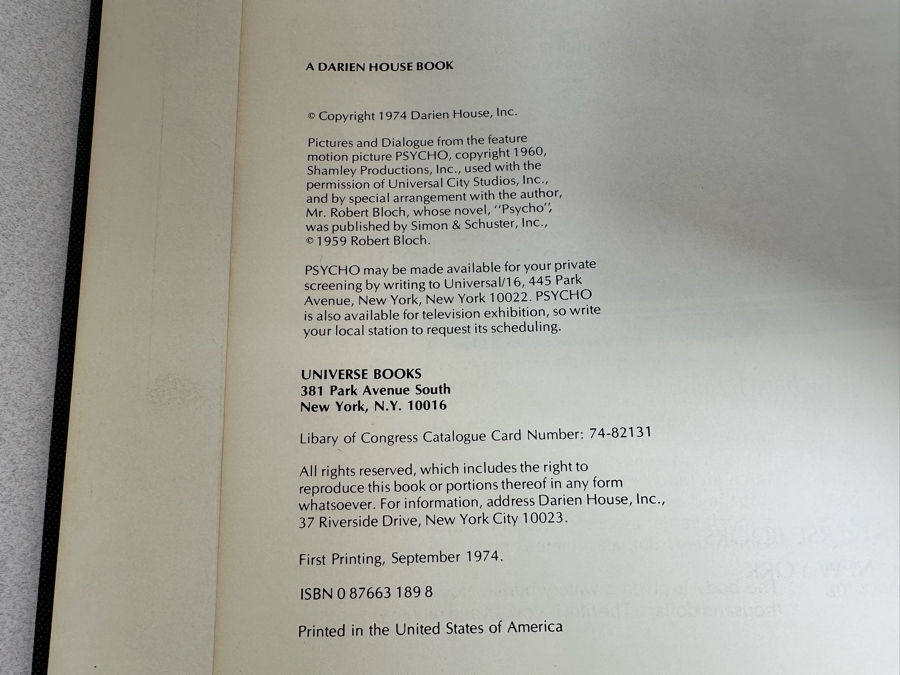 A DARIEN HOUSE BOOK
© Copyright 1974 Darien House, Inc.
Pictures and Dialogue from the feature
motion picture PSYCHO, copyright 1960,
Shamley Productions, Inc., used with the
permission of Universal City Studios, Inc.,
and by special arrangement with the author,
Mr. Robert Bloch, whose novel, “Psycho”,
was published by Simon & Schuster, Inc.,
© 1959 Robert Bloch.
PSYCHO may be made available for your private
screening by writing to Universal/16, 445 Park
Avenue, New York, New York 10022. PSYCHO
is also available for television exhibition, so write
your local station to request its scheduling.
UNIVERSE BOOKS
381 Park Avenue South
New York, N.Y. 10016
Libary of Congress Catalogue Card Number: 74-82131
All rights reserved, which includes the right to
reproduce this book or portions thereof in any form
whatsoever. For information, address Darien House, Inc.,
37 Riverside Drive, New York City 10023.
First Printing, September 1974.
ISBN 0 87663 189 8
Printed in the United States of America